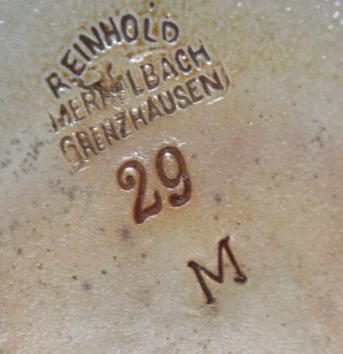 REINHOLD
MERKELBACH
GRENZHAUSEN
29
M